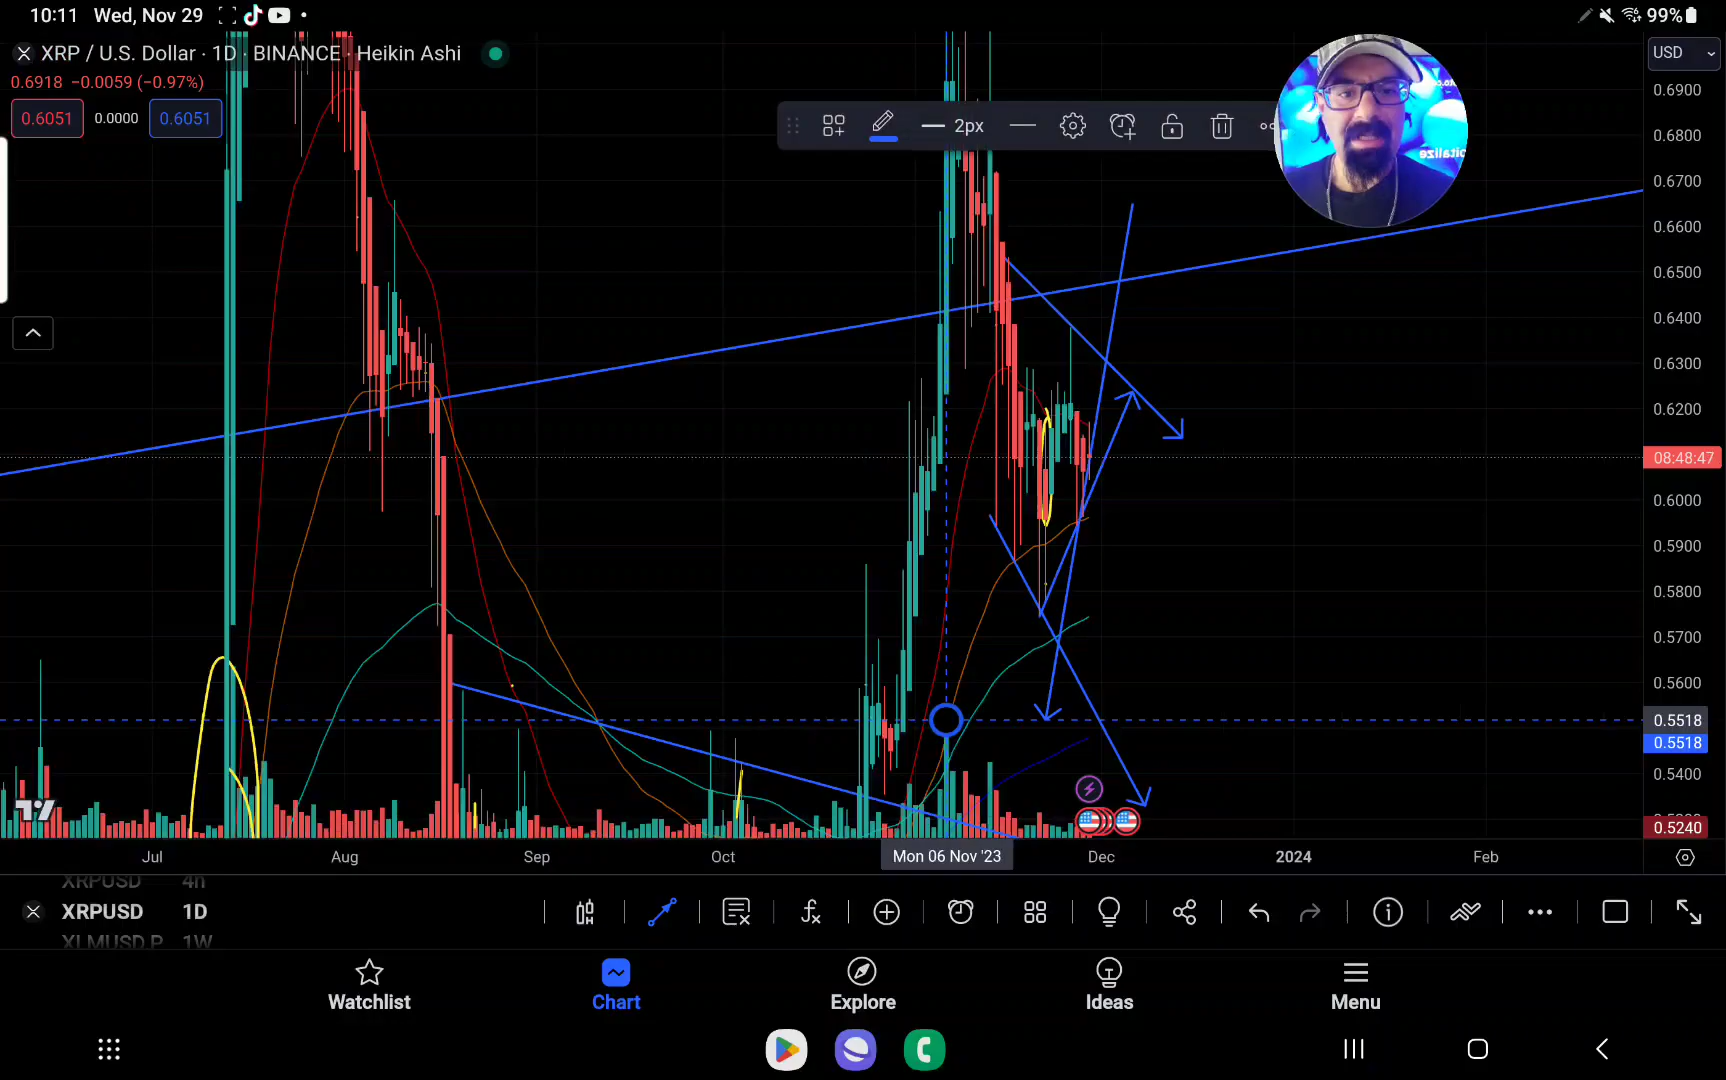 10:11 Wed, Nov 29
99%
XRP / U.S. Dollar · 1D · BINANCE · Heikin Ashi
USD
0.6918 −0.0059 (−0.97%)
0.6051 0.0000 0.6051
2px
0.6900
0.6800
0.6700
0.6600
0.6500
0.6400
0.6300
0.6200
08:48:47
0.6000
0.5900
0.5800
0.5700
0.5600
0.5518
0.5518
0.5400
0.5240
Jul Aug Sep Oct Mon 06 Nov '23 Dec 2024 Feb
XRPUSD 4h
XRPUSD 1D
XLMUSD.P 1W
Watchlist Chart Explore Ideas Menu